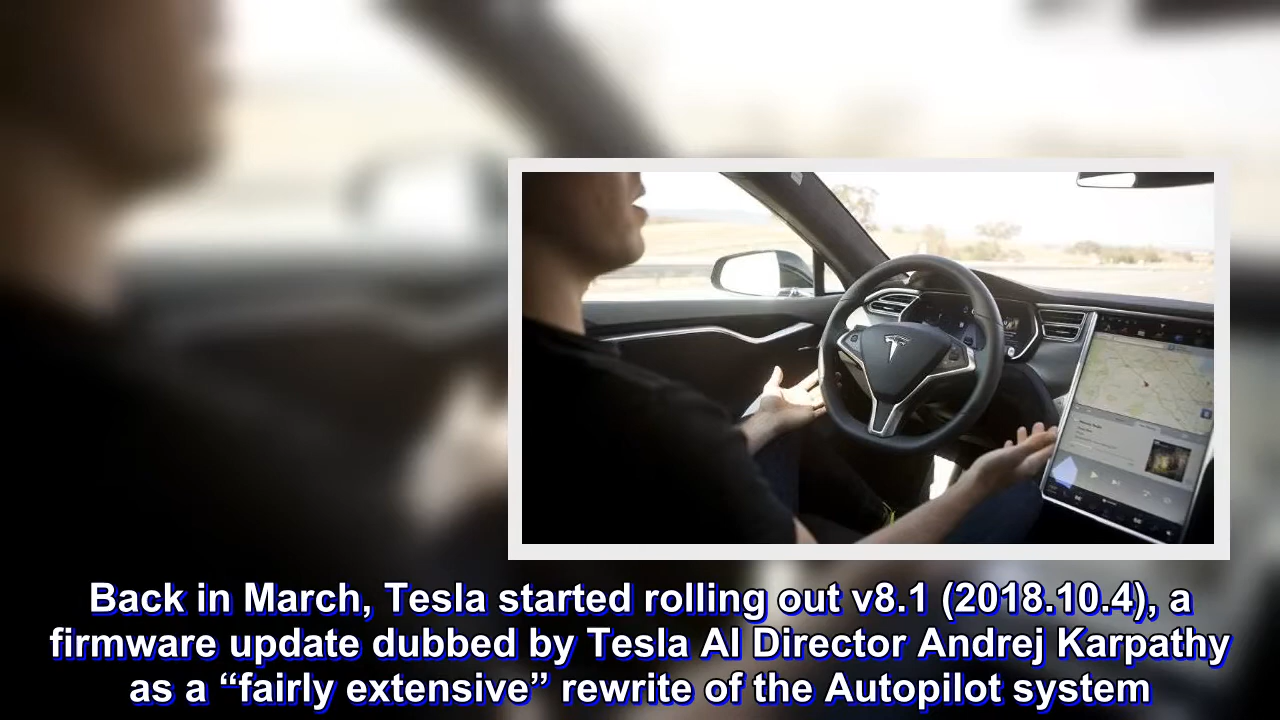 Back in March, Tesla started rolling out v8.1 (2018.10.4), a
firmware update dubbed by Tesla AI Director Andrej Karpathy
as a “fairly extensive” rewrite of the Autopilot system